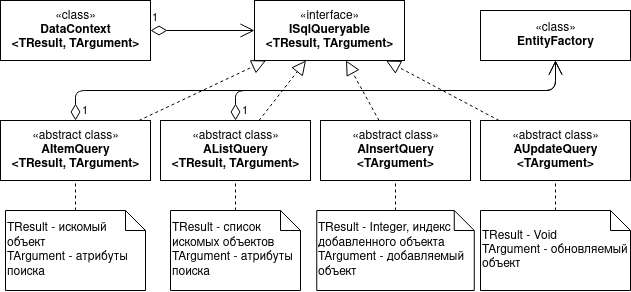 «class»
DataContext
<TResult, TArgument>
1
«interface»
ISqlQueryable
<TResult, TArgument>
«class»
EntityFactory
1
1
«abstract class»
AItemQuery
<TResult, TArgument>
«abstract class»
AListQuery
<TResult, TArgument>
«abstract class»
AInsertQuery
<TArgument>
«abstract class»
AUpdateQuery
<TArgument>
TResult - искомый
объект
TArgument - атрибуты
поиска
TResult - список
искомых объектов
TArgument - атрибуты
поиска
TResult - Integer, индекс
добавленного объекта
TArgument - добавляемый
объект
TResult - Void
TArgument - обновляемый
объект